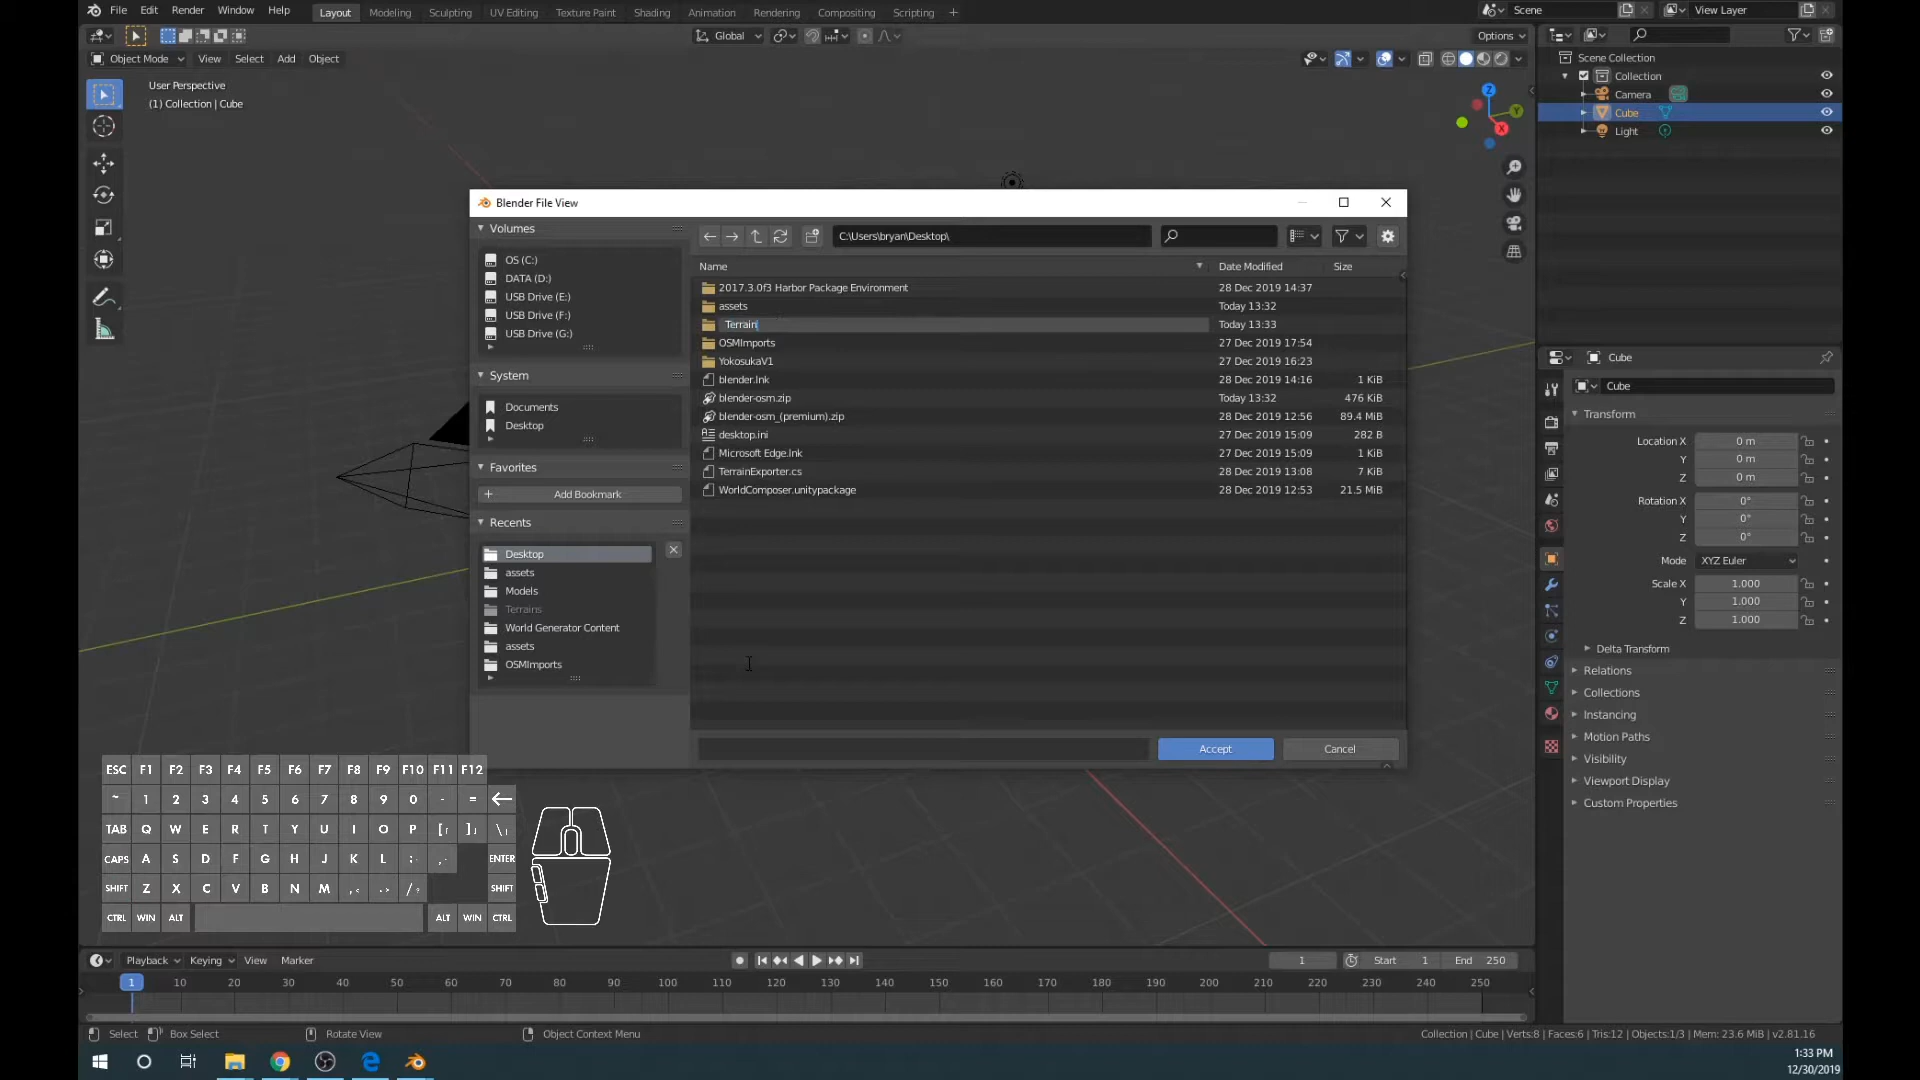 File Edit Render Window Help Layout Modeling Sculpting UV Editing Texture Paint Shading Animation Rendering Compositing Scripting + Scene View Layer
Global Options
Object Mode View Select Add Object
User Perspective
(1) Collection | Cube
Z
Y
X
Scene Collection
Collection
Camera
Cube
Light
Blender File View
Volumes
OS (C:)
DATA (D:)
USB Drive (E:)
USB Drive (F:)
USB Drive (G:)
System
Documents
Desktop
Favorites
+ Add Bookmark
Recents
Desktop
assets
Models
Terrains
World Generator Content
assets
OSMImports
C:\Users\bryan\Desktop\
Name Date Modified Size
2017.3.0f3 Harbor Package Environment 28 Dec 2019 14:37
assets Today 13:32
Terrain Today 13:33
OSMImports 27 Dec 2019 17:54
YokosukaV1 27 Dec 2019 16:23
blender.lnk 28 Dec 2019 14:16 1 KiB
blender-osm.zip Today 13:32 476 KiB
blender-osm_(premium).zip 28 Dec 2019 12:56 89.4 MiB
desktop.ini 27 Dec 2019 15:09 282 B
Microsoft Edge.lnk 27 Dec 2019 15:09 1 KiB
TerrainExporter.cs 28 Dec 2019 13:08 7 KiB
WorldComposer.unitypackage 28 Dec 2019 12:53 21.5 MiB
Accept Cancel
Cube
Cube
Transform
Location X 0 m
Y 0 m
Z 0 m
Rotation X 0°
Y 0°
Z 0°
Mode XYZ Euler
Scale X 1.000
Y 1.000
Z 1.000
Delta Transform
Relations
Collections
Instancing
Motion Paths
Visibility
Viewport Display
Custom Properties
ESC F1 F2 F3 F4 F5 F6 F7 F8 F9 F10 F11 F12
~ 1 2 3 4 5 6 7 8 9 0 - =
TAB Q W E R T Y U I O P [ ] \
CAPS A S D F G H J K L ; ENTER
SHIFT Z X C V B N M , . / SHIFT
CTRL WIN ALT ALT WIN CTRL
Playback Keying View Marker 1 Start 1 End 250
1 10 20 30 40 50 60 70 80 90 100 110 120 130 140 150 160 170 180 190 200 210 220 230 240 250
Select Box Select Rotate View Object Context Menu Collection | Cube | Verts:8 | Faces:6 | Tris:12 | Objects:1/3 | Mem: 23.6 MiB | v2.81.16
1:33 PM
12/30/2019